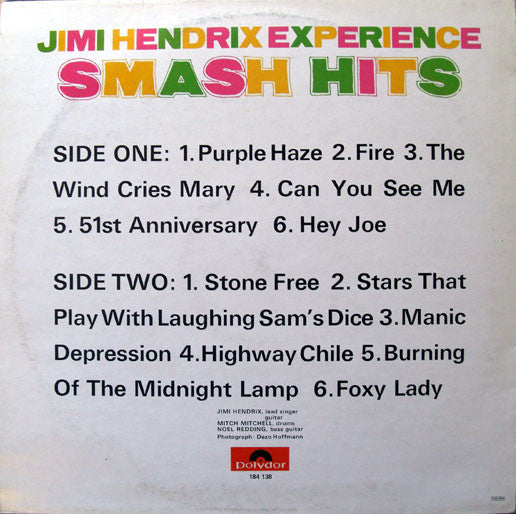 JIMI HENDRIX EXPERIENCE
SMASH HITS
SIDE ONE: 1. Purple Haze 2. Fire 3. The
Wind Cries Mary 4. Can You See Me
5. 51st Anniversary 6. Hey Joe
SIDE TWO: 1. Stone Free 2. Stars That
Play With Laughing Sam's Dice 3. Manic
Depression 4. Highway Chile 5. Burning
Of The Midnight Lamp 6. Foxy Lady
JIMI HENDRIX, lead singer
guitar
MITCH MITCHELL, drums
NOEL REDDING, bass guitar
Photograph: Dezo Hoffmann
Polydor
184 138